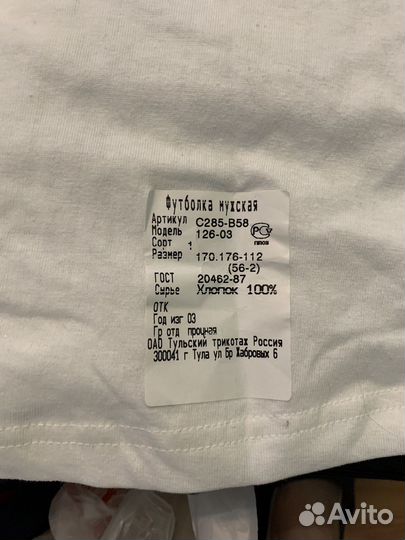 Футболка мужская
Артикул С285-В58
Модель 126-03
Сорт 1
Размер 170.176-112
(56-2)
ГОСТ 20462-87
Сырье Хлопок 100%
ОТК
Год изг 03
Гр отд прочная
ОАО Тульский трикотаж Россия
300041 г Тула ул Бр Жабровых 6
Avito